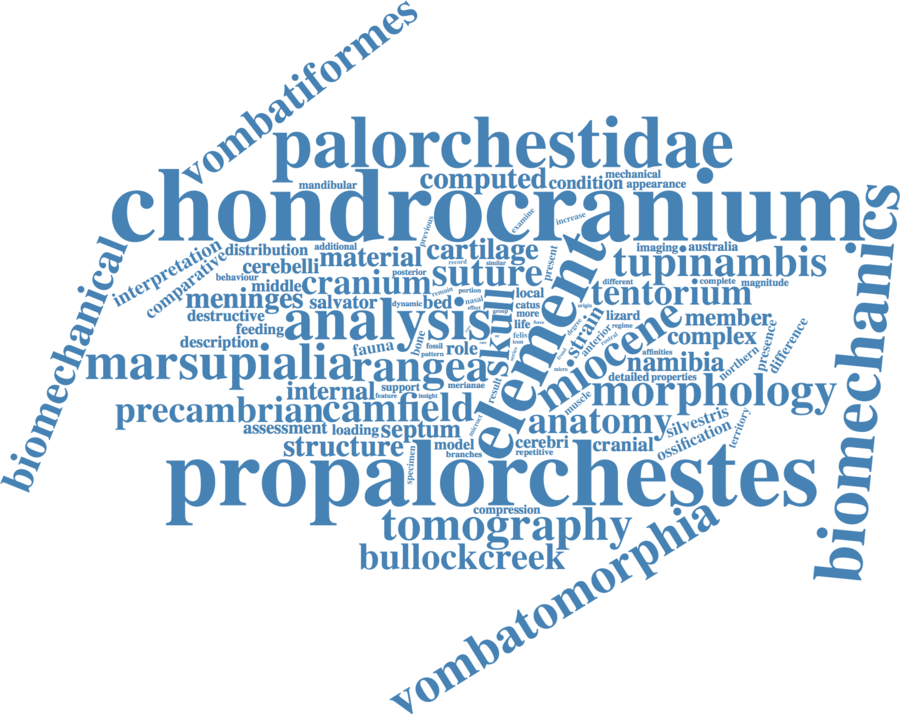 vombatiformes
palorchestidae
computed
condition
mechanical
appearance
mandibular
chondrocranium
biomechanics
biomechanical
interpretation
comparative
distribution
additional
material
cartilage
previous
examine
increase
imaging
australia
cerebelli
behaviour
middle
cranium
posterior
suture
record
similar
present
tupinambis
different
complete
magnitude
meninges
salvator
dynamic
bed
remain
portion
nasal
effect
group
local
catus
more
life
felis
icon
tentorium
origin
destructive
feeding
description
analysis
skull
element
strain
degree
anterior
lizard
regime
rostral
miocene
member
complex
fauna
bone
fossil
pattern
role
affinities
namibia
northern
presence
difference
marsupialia
rangea
merianae
result
insight
internal
support
feature
micro
muscle
detailed
properties
morphology
precambrian
camfield
assessment
loading
septum
anatomy
silvestris
ossification
territory
structure
specimen
model
branches
cerebri
repetitive
cranial
propalorchestes
compression
tomography
bullockcreek
vombatomorphia